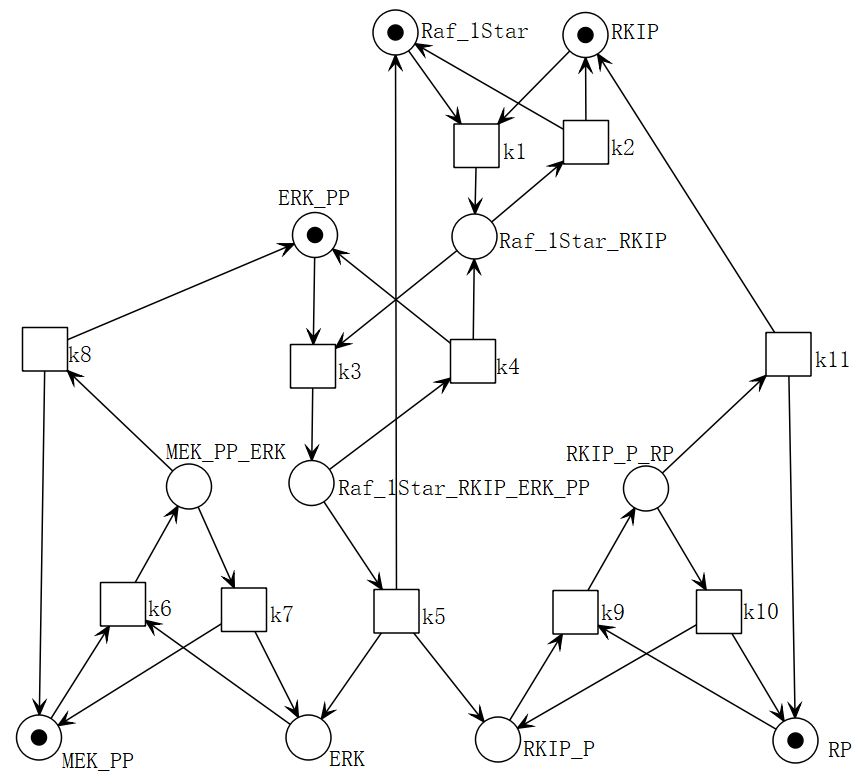 Raf_1Star
RKIP
k1
k2
ERK_PP
Raf_1Star_RKIP
k8
k3
k4
k11
MEK_PP_ERK
RKIP_P_RP
Raf_1Star_RKIP_ERK_PP
k6
k7
k5
k9
k10
MEK_PP
ERK
RKIP_P
RP